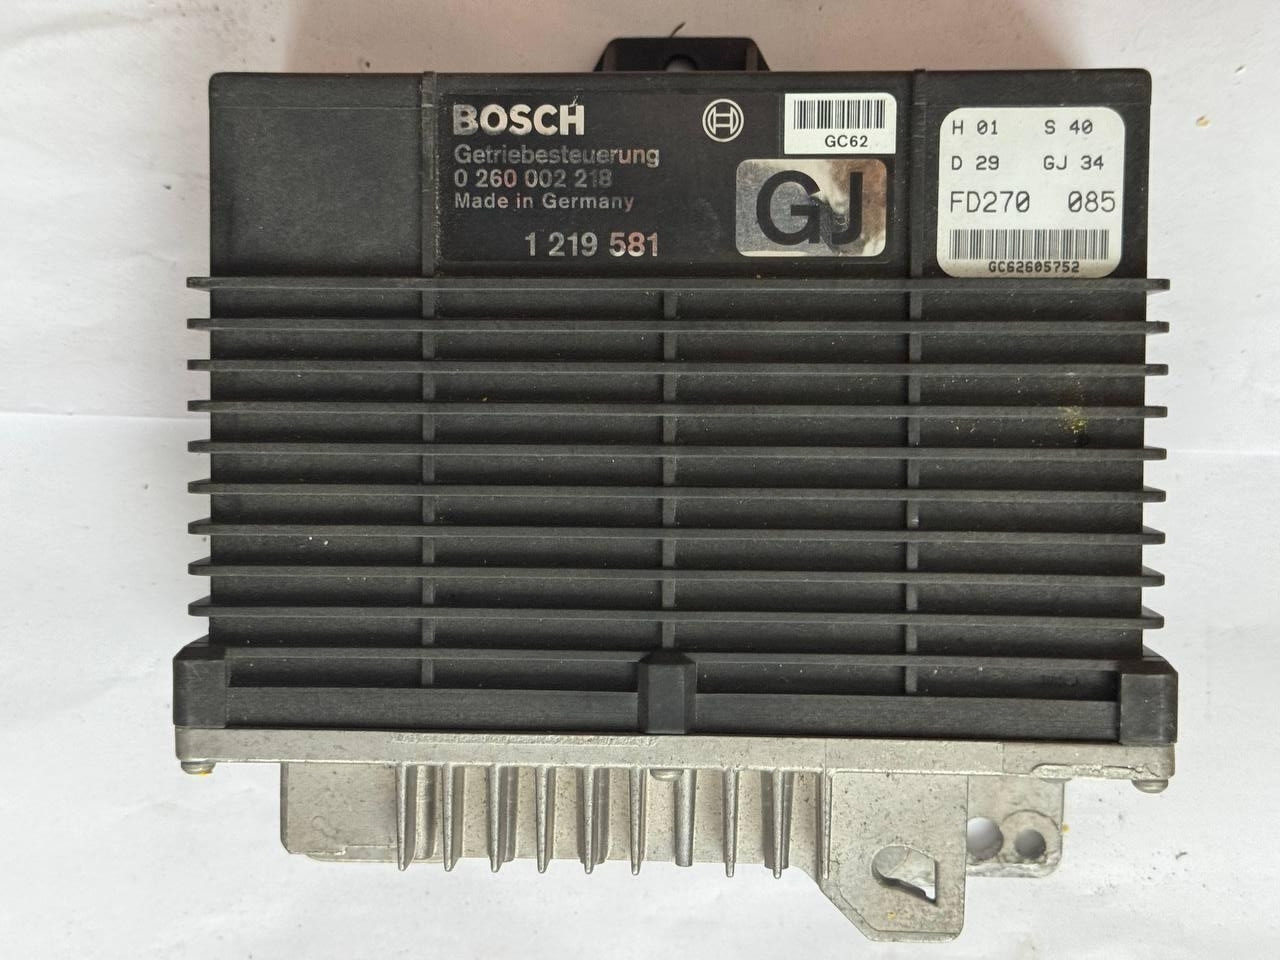 BOSCH
Getriebesteuerung
0 260 002 218
Made in Germany
1 219 581
GC62
GJ
H 01 S 40
D 29 GJ 34
FD270 085
GC62605752